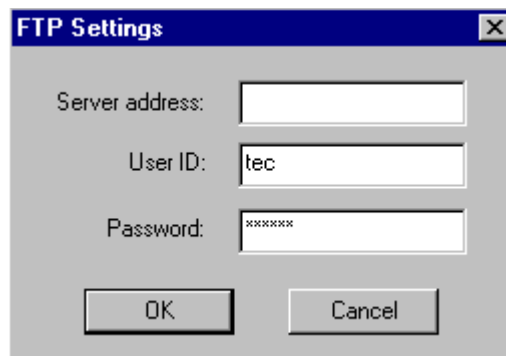 FTP Settings
Server address:
User ID: tec
Password: ******
OK Cancel